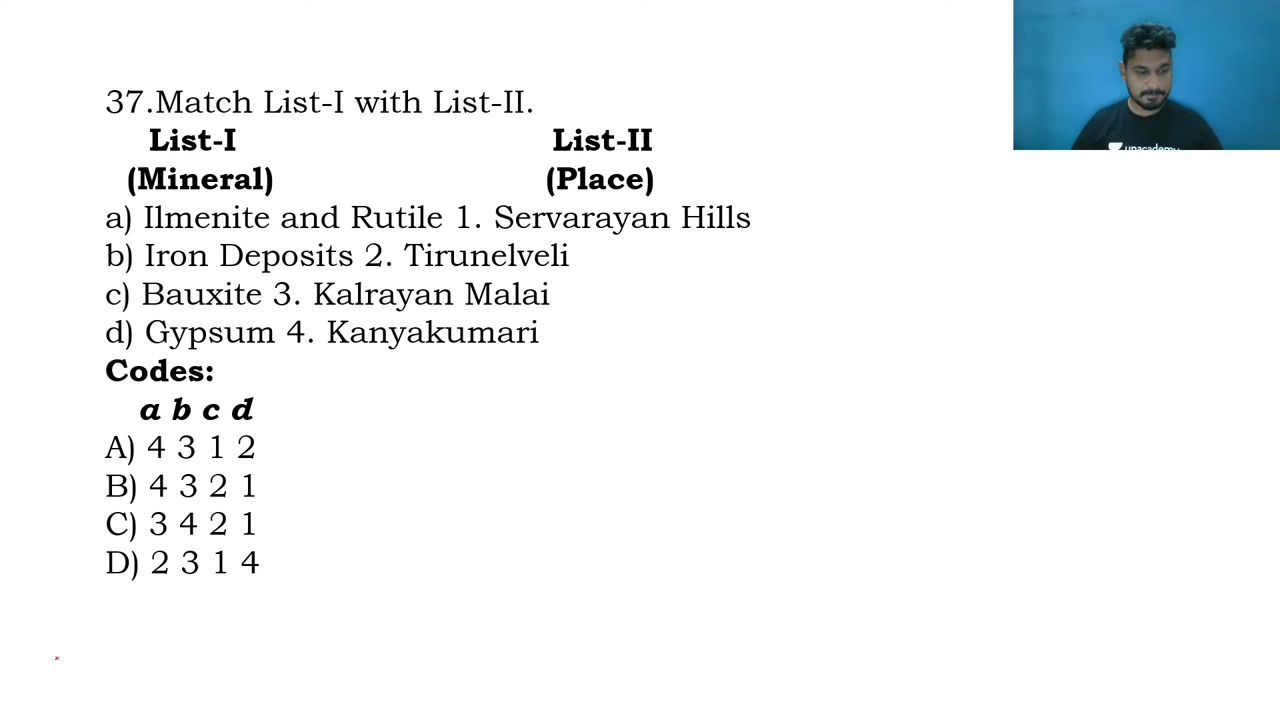 37.Match List-I with List-II.
List-I List-II
(Mineral) (Place)
a) Ilmenite and Rutile 1. Servarayan Hills
b) Iron Deposits 2. Tirunelveli
c) Bauxite 3. Kalrayan Malai
d) Gypsum 4. Kanyakumari
Codes:
a b c d
A) 4 3 1 2
B) 4 3 2 1
C) 3 4 2 1
D) 2 3 1 4
unacademy